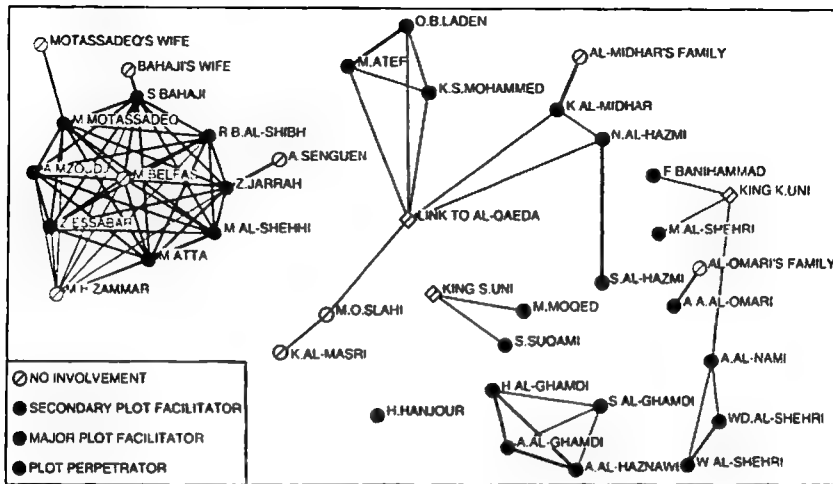 O.B.LADEN
MOTASSADEQ'S WIFE
AL-MIDHAR'S FAMILY
M.ATEF
BAHAJI'S WIFE
K.S.MOHAMMED
S BAHAJI
K AL-MIDHAR
M.MOTASSADEQ
R B.AL-SHIBH
N.AL-HAZMI
A SENGUEN
A MZOUDJ
M BELFAS
F BANIHAMMAD
Z.JARRAH
KING K.UNI
LINK TO AL-QAEDA
Z ESSABAR
M AL-SHEHHI
M.AL-SHEHRI
M ATTA
AL-OMARI'S FAMILY
S.AL-HAZMI
M.H ZAMMAR
KING S.UNI
M.MOQED
A A.AL-OMARI
M.O.SLAHI
S.SUQAMI
K.AL-MASRI
A.AL-NAMI
NO INVOLVEMENT
H AL-GHAMDI
S AL-GHAMDI
SECONDARY PLOT FACILITATOR
H.HANJOUR
WD.AL-SHEHRI
MAJOR PLOT FACILITATOR
A.AL-GHAMDI
PLOT PERPETRATOR
A.AL-HAZNAWI
W AL-SHEHRI